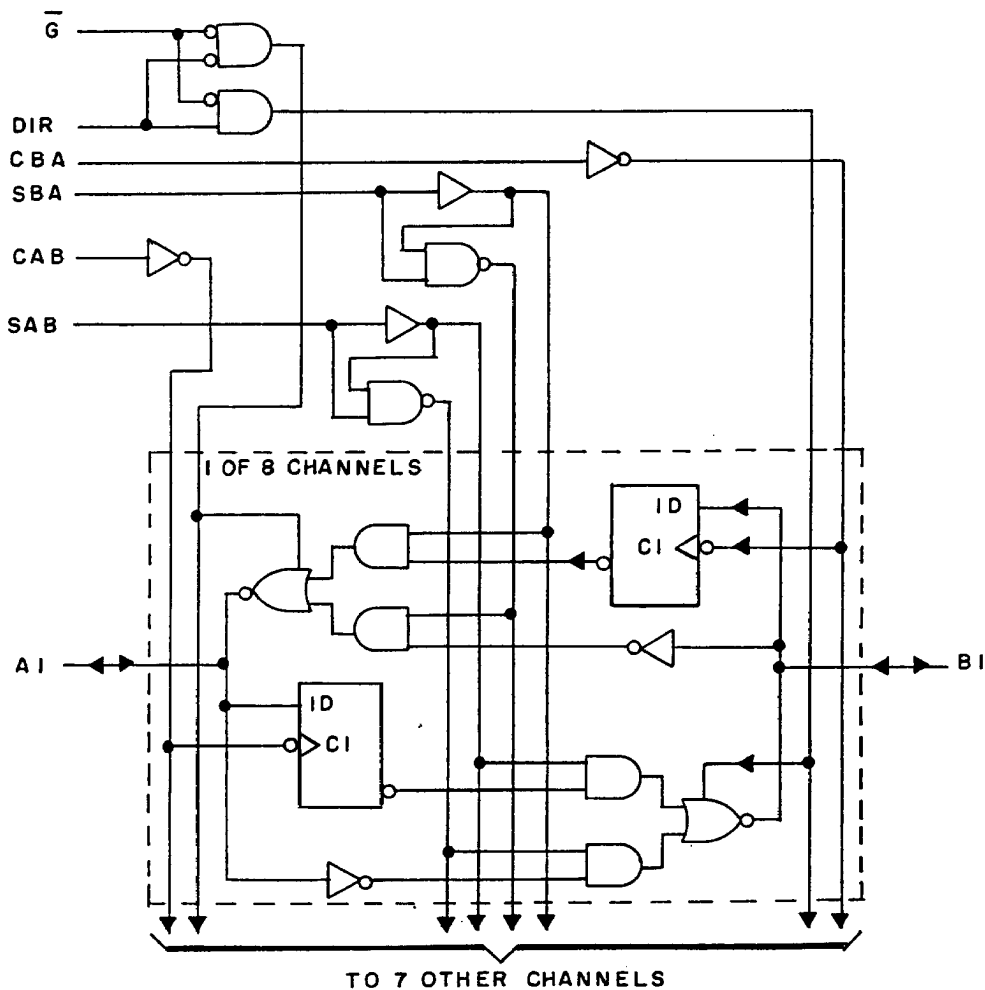 G̅
DIR
CBA
SBA
CAB
SAB
1 OF 8 CHANNELS
1D
C1
A1
B1
1D
C1
TO 7 OTHER CHANNELS